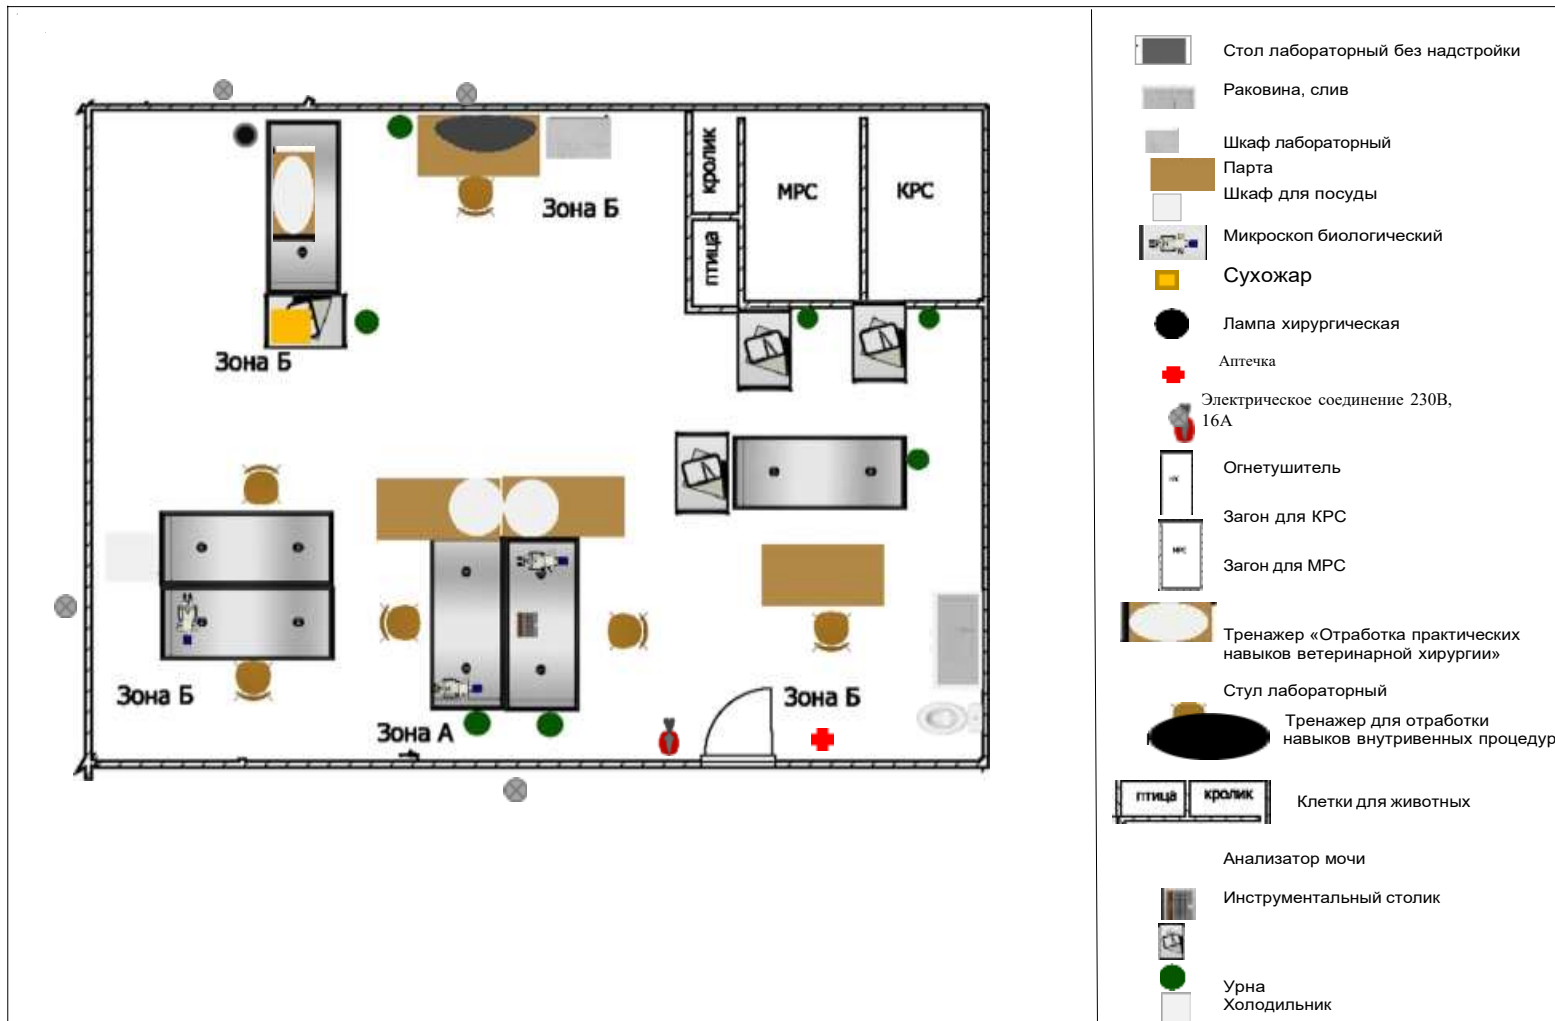 кролик
птица
МРС
КРС
Зона Б
Зона Б
Зона Б
Зона А
Зона Б
Стол лабораторный без надстройки
Раковина, слив
Шкаф лабораторный
Парта
Шкаф для посуды
Микроскоп биологический
Сухожар
Лампа хирургическая
Аптечка
Электрическое соединение 230В,
16А
Огнетушитель
КРС
Загон для КРС
МРС
Загон для МРС
Тренажер «Отработка практических
навыков ветеринарной хирургии»
Стул лабораторный
Тренажер для отработки
навыков внутривенных процедур
птица
кролик
Клетки для животных
Анализатор мочи
Инструментальный столик
Урна
Холодильник